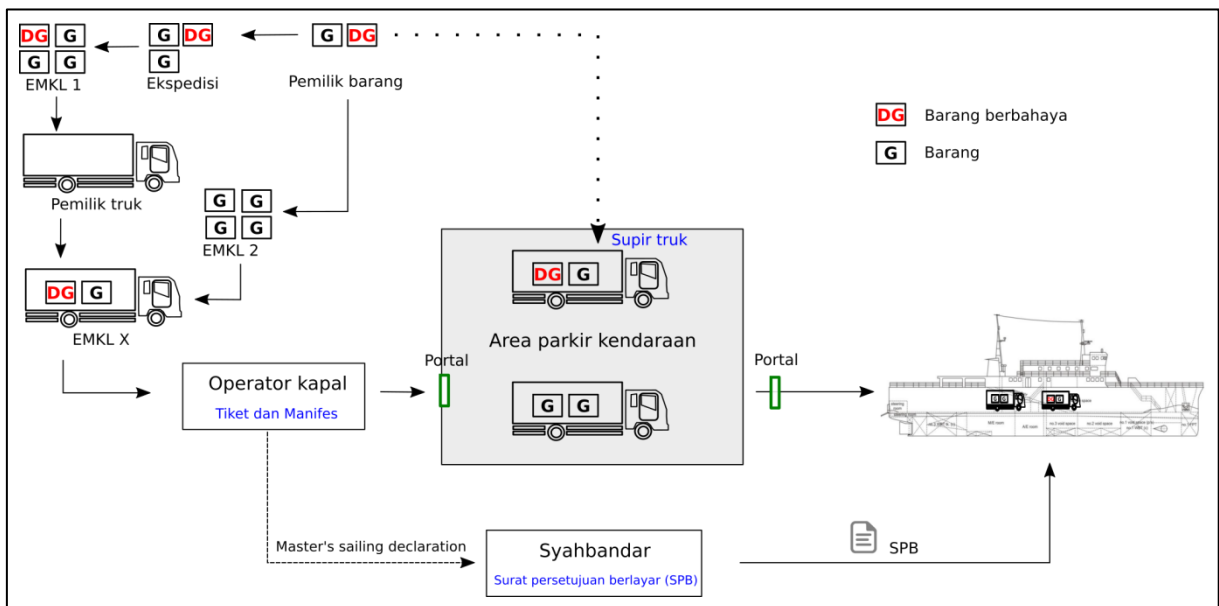 DG G
G DG
G DG
G G
G
EMKL 1
Ekspedisi
Pemilik barang
DG Barang berbahaya
G Barang
Pemilik truk
G G
G G
EMKL 2
Supir truk
DG G
DG G
EMKL X
Area parkir kendaraan
Portal
Portal
Operator kapal
Tiket dan Manifes
G G
Master's sailing declaration
Syahbandar
Surat persetujuan berlayar (SPB)
SPB